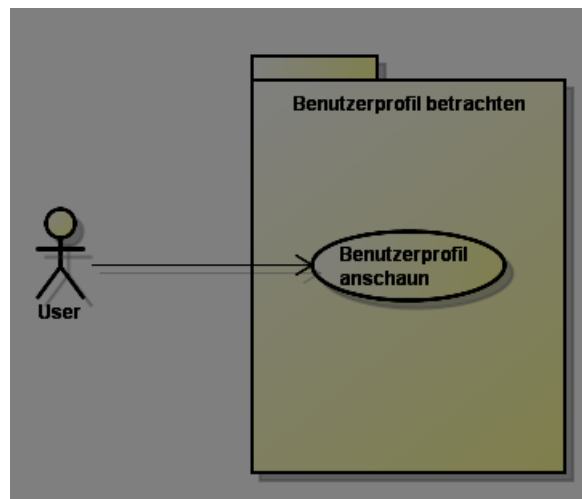 Benutzerprofil betrachten
Benutzerprofil
anschaun
User